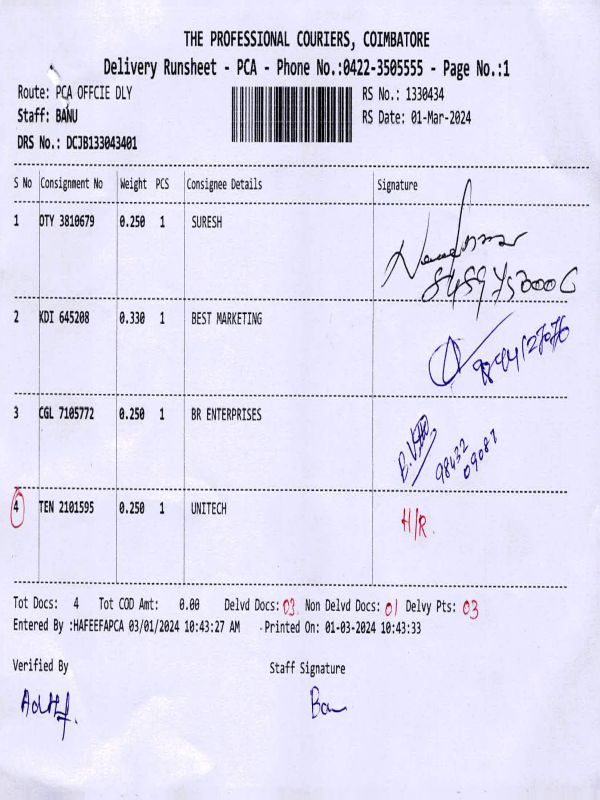 THE PROFESSIONAL COURIERS, COIMBATORE
Delivery Runsheet - PCA - Phone No.:0422-3505555 - Page No.:1
Route: PCA OFFCIE DLY
RS No.: 1330434
Staff: BANU
RS Date: 01-Mar-2024
DRS No.: DCJB133043401
S No Consignment No Weight PCS Consignee Details Signature
1 DTY 3810679 0.250 1 SURESH
2 KDI 645208 0.330 1 BEST MARKETING
3 CGL 7105772 0.250 1 BR ENTERPRISES
98432
09087
4 TEN 2101595 0.250 1 UNITECH H/R.
Tot Docs: 4 Tot COD Amt: 0.00 Delvd Docs: 03. Non Delvd Docs: 01 Delvy Pts: 03
Entered By :HAFEEFAPCA 03/01/2024 10:43:27 AM -Printed On: 01-03-2024 10:43:33
Verified By Staff Signature